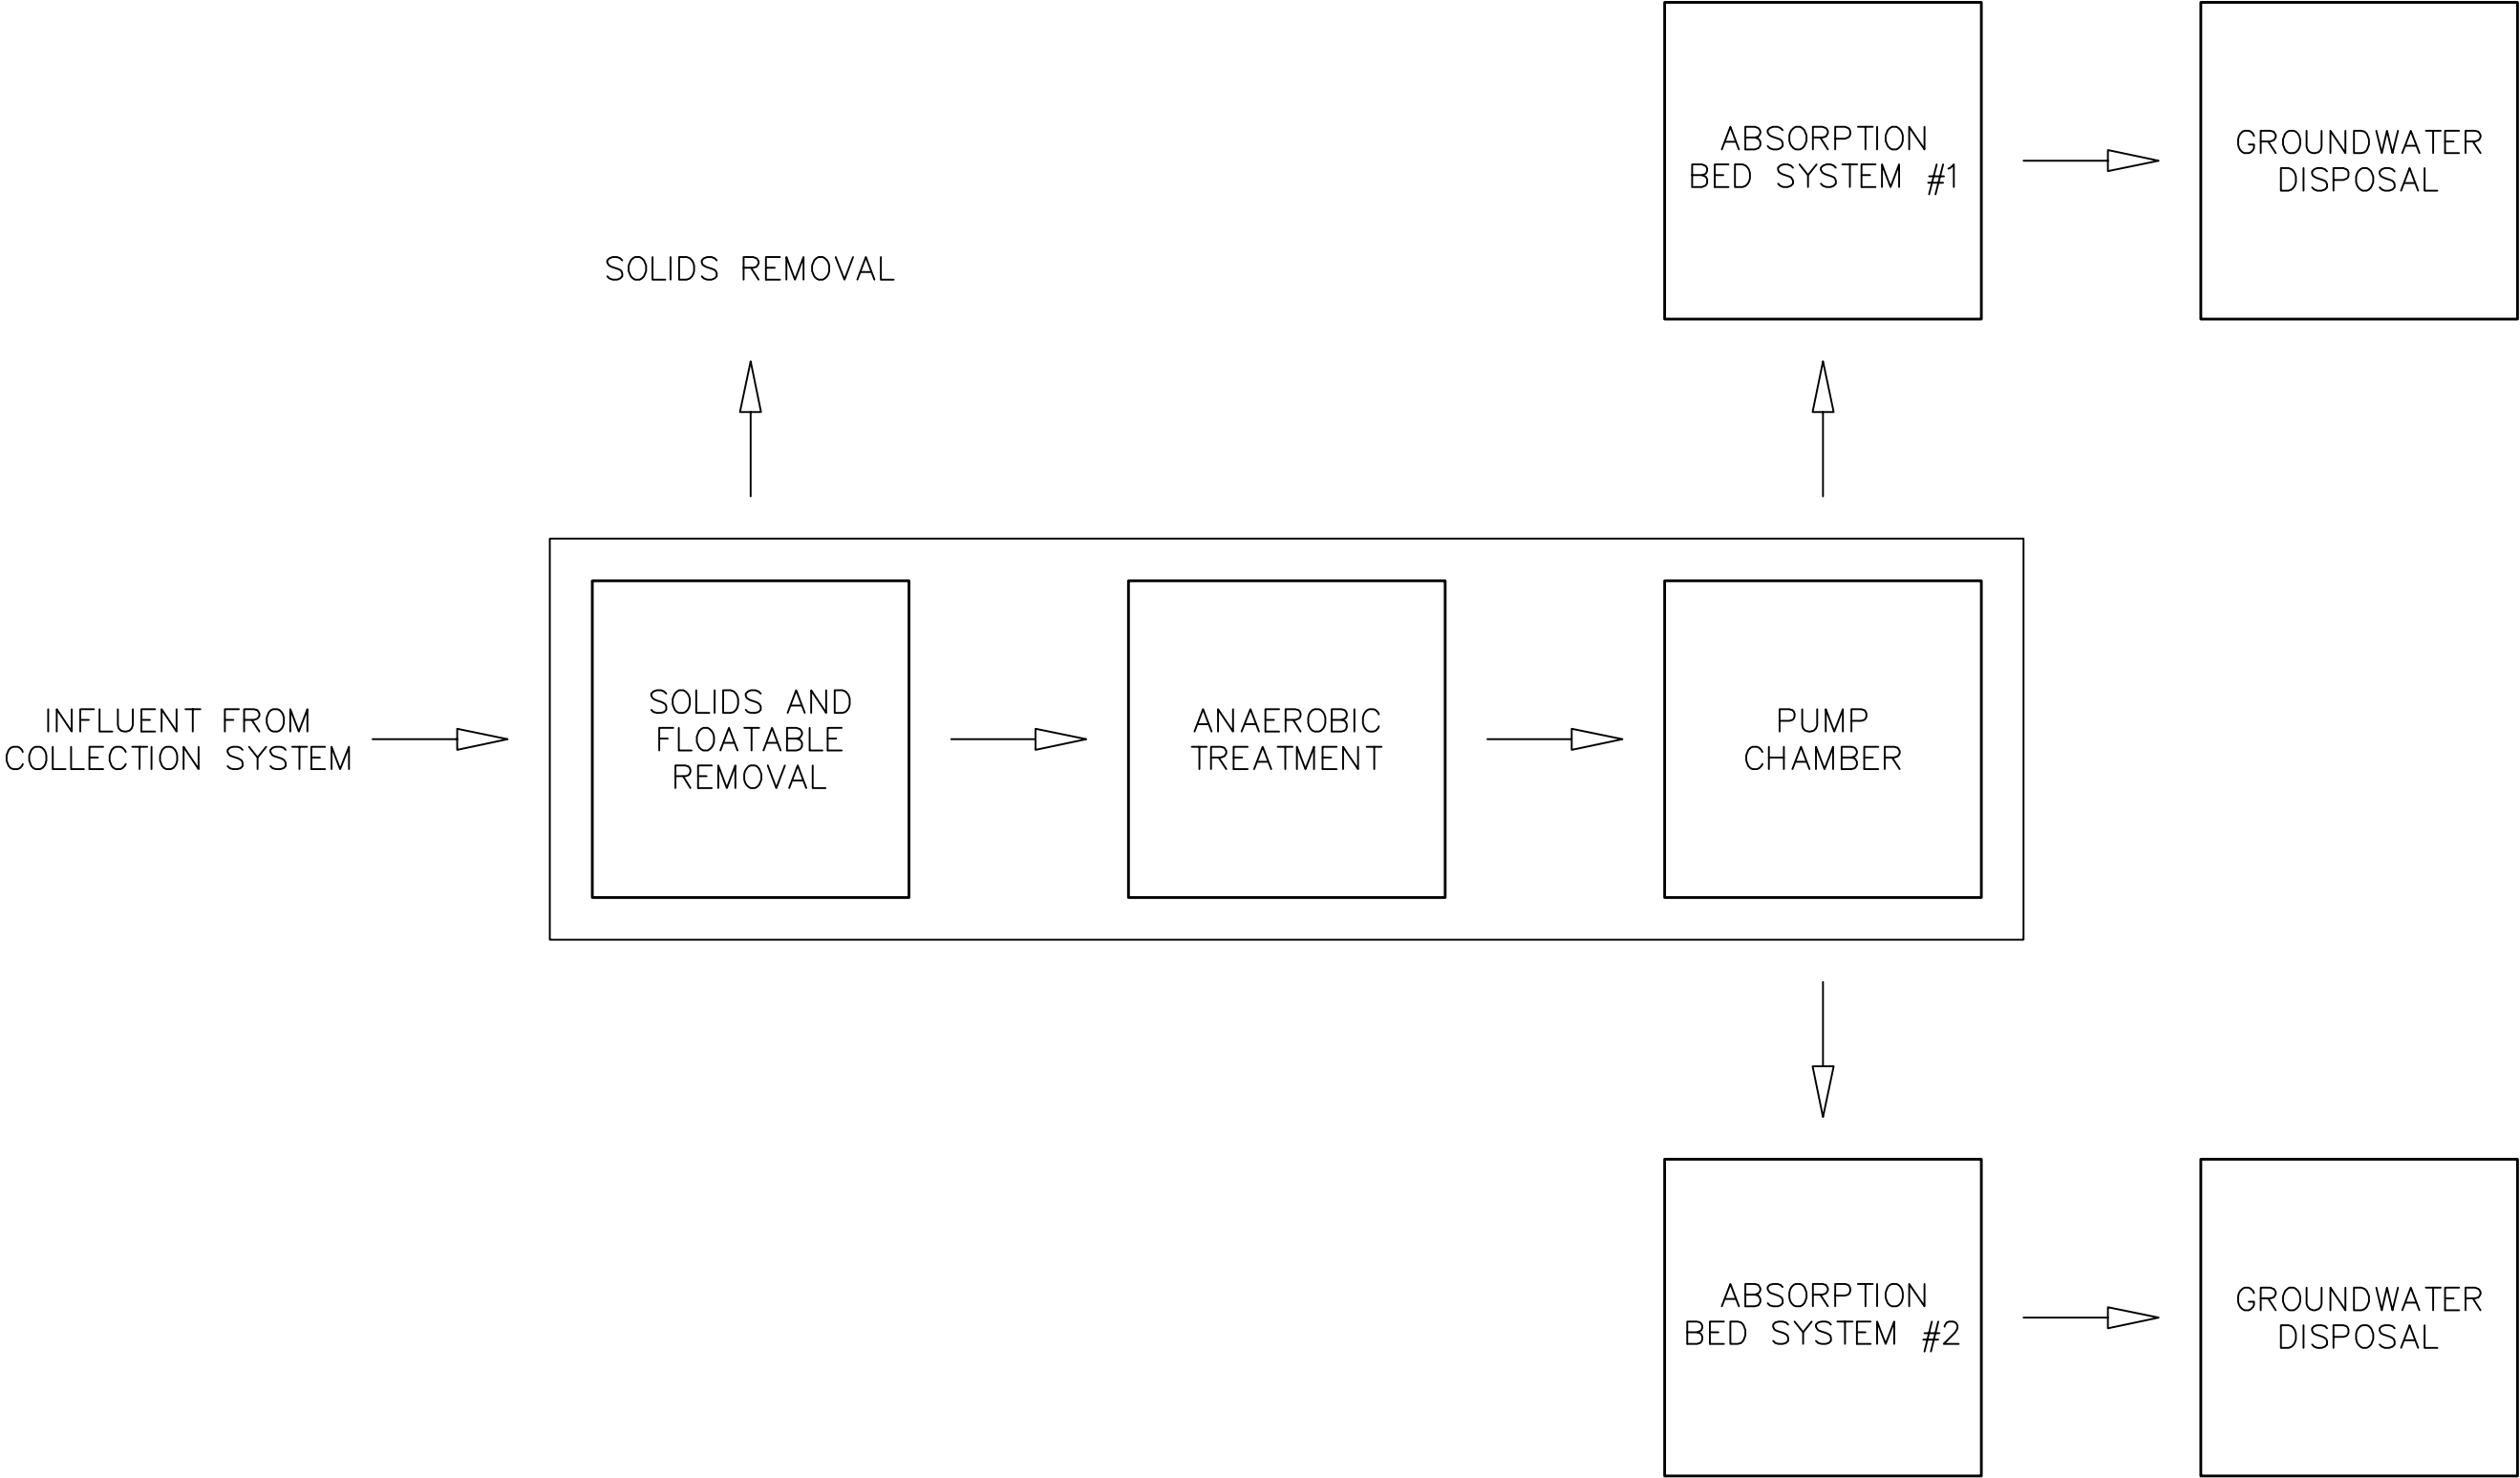 ABSORPTION
BED SYSTEM #1
GROUNDWATER
DISPOSAL
SOLIDS REMOVAL
INFLUENT FROM
COLLECTION SYSTEM
SOLIDS AND
FLOATABLE
REMOVAL
ANAEROBIC
TREATMENT
PUMP
CHAMBER
ABSORPTION
BED SYSTEM #2
GROUNDWATER
DISPOSAL